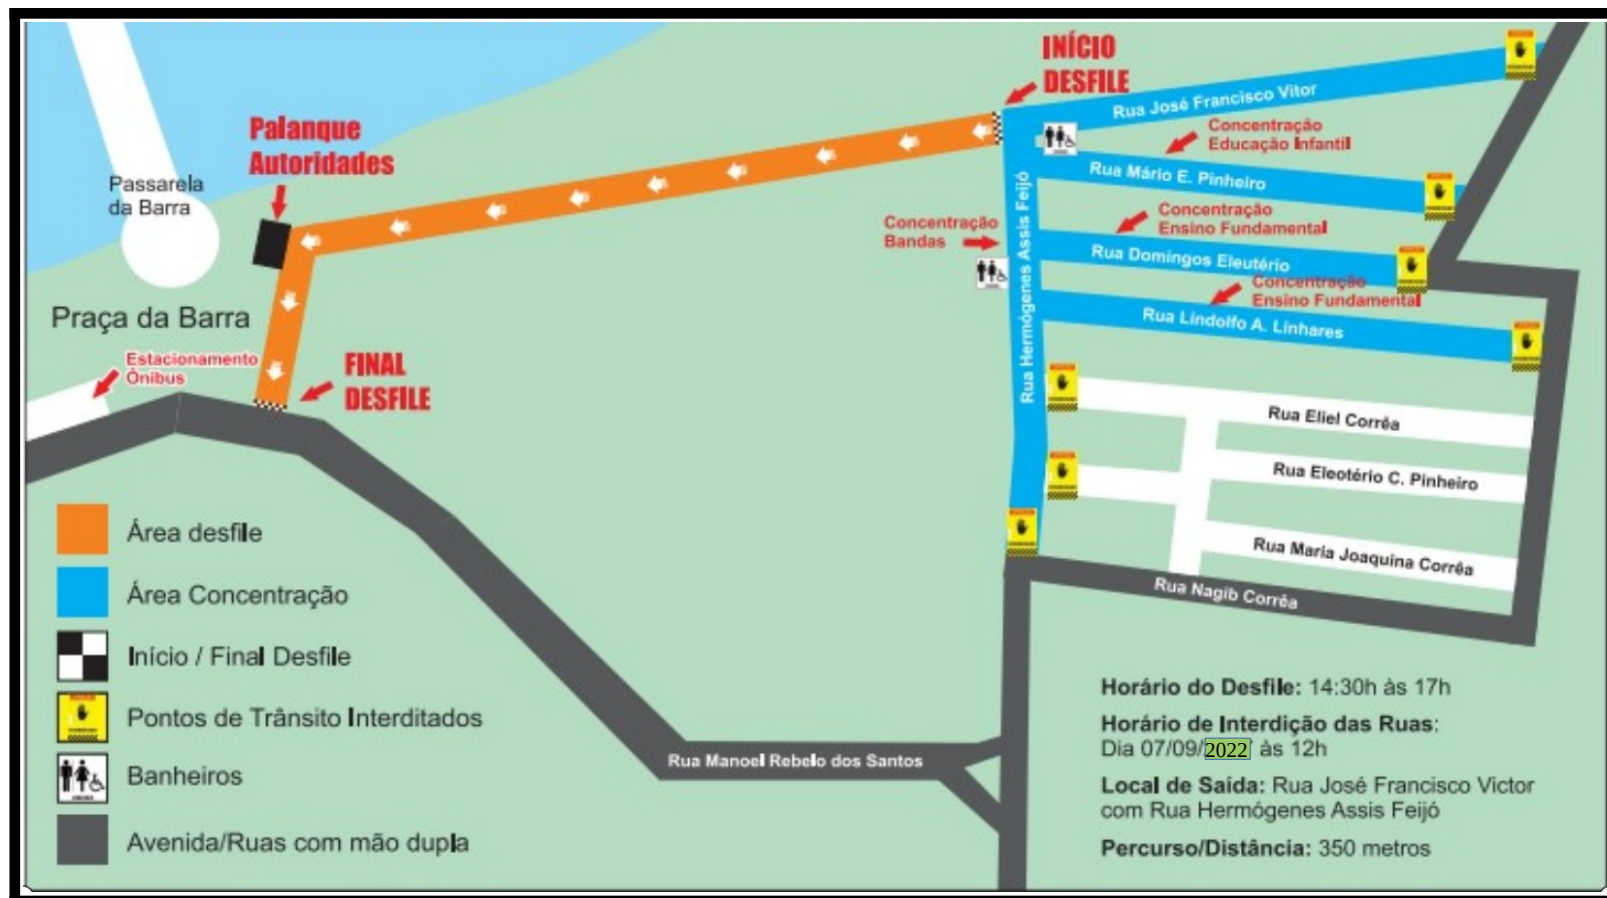 INÍCIO
DESFILE
Rua José Francisco Vitor
Palanque
Autoridades
Concentração
Educação Infantil
Passarela
da Barra
Rua Mário E. Pinheiro
Rua Hermógenes Assis Feijó
Concentração
Bandas
Concentração
Ensino Fundamental
Rua Domingos Eleutério
Concentração
Ensino Fundamental
Praça da Barra
Rua Lindolfo A. Linhares
Estacionamento
Ônibus
FINAL
DESFILE
Rua Eliel Corrêa
Rua Eleotério C. Pinheiro
Rua Maria Joaquina Corrêa
Rua Nagib Corrêa
Área desfile
Área Concentração
Início / Final Desfile
Pontos de Trânsito Interditados
Banheiros
Avenida/Ruas com mão dupla
Rua Manoel Rebelo dos Santos
Horário do Desfile: 14:30h às 17h
Horário de Interdição das Ruas:
Dia 07/09/2022 às 12h
Local de Saída: Rua José Francisco Victor
com Rua Hermógenes Assis Feijó
Percurso/Distância: 350 metros